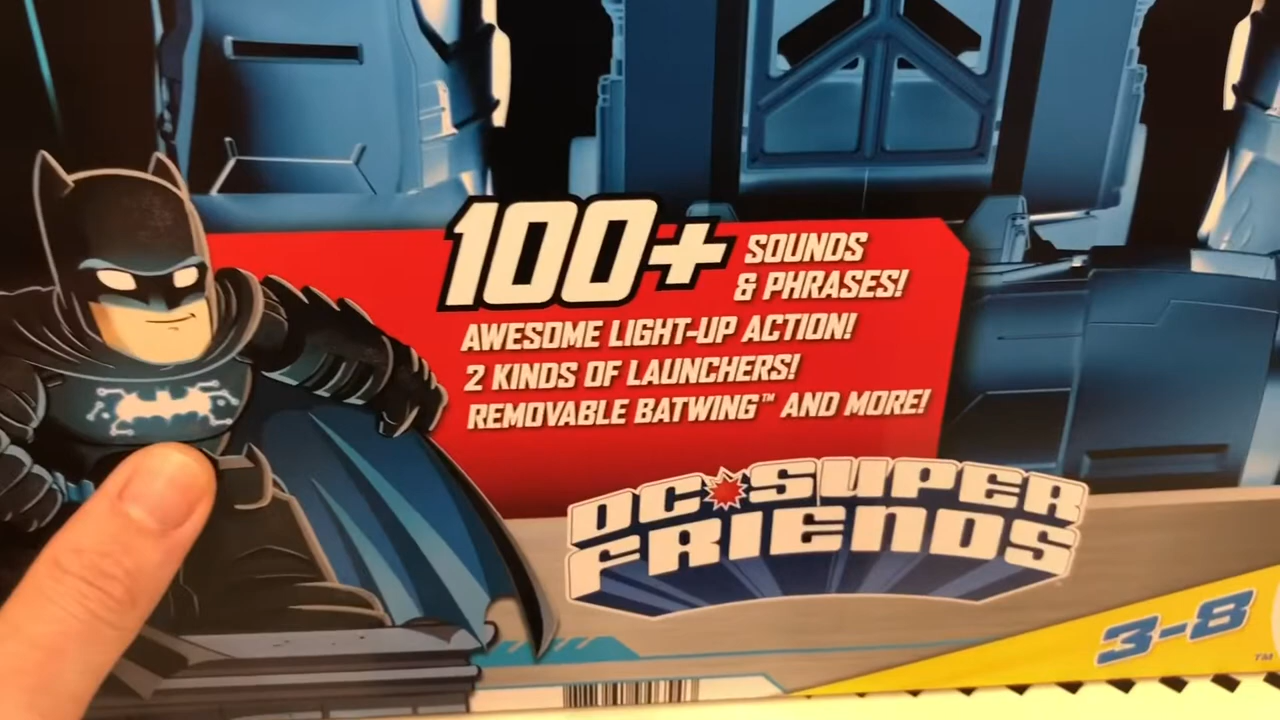 100+ SOUNDS
& PHRASES!
AWESOME LIGHT-UP ACTION!
2 KINDS OF LAUNCHERS!
REMOVABLE BATWING™ AND MORE!
DC SUPER
FRIENDS
3-8
TM